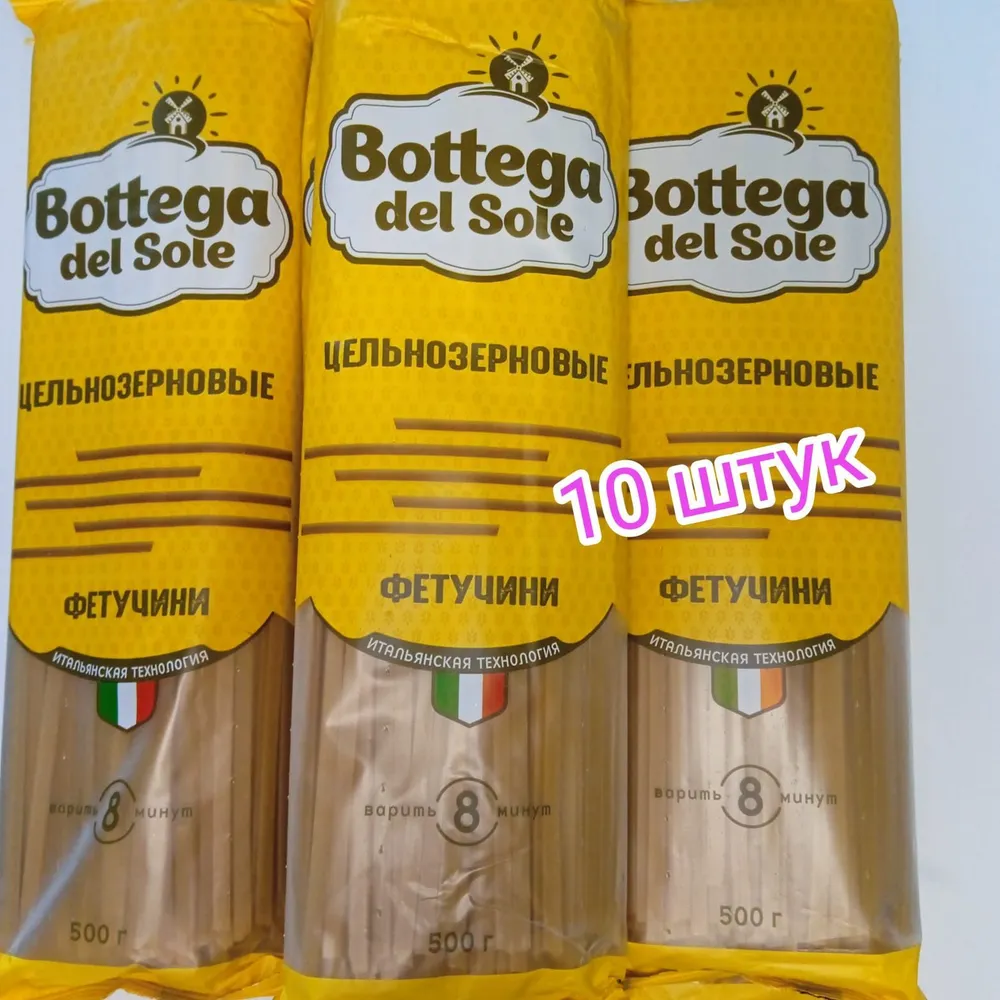 Bottega
del Sole
ЦЕЛЬНОЗЕРНОВЫЕ
ФЕТУЧИНИ
ИТАЛЬЯНСКАЯ ТЕХНОЛОГИЯ
варить 8 минут
500 г
Bottega
del Sole
ЦЕЛЬНОЗЕРНОВЫЕ
ФЕТУЧИНИ
ИТАЛЬЯНСКАЯ ТЕХНОЛОГИЯ
варить 8 минут
500 г
Bottega
del Sole
ЕЛЬНОЗЕРНОВЫЕ
10 штук
ФЕТУЧИНИ
ИТАЛЬЯНСКАЯ ТЕХНОЛОГИЯ
варить 8 минут
500 г